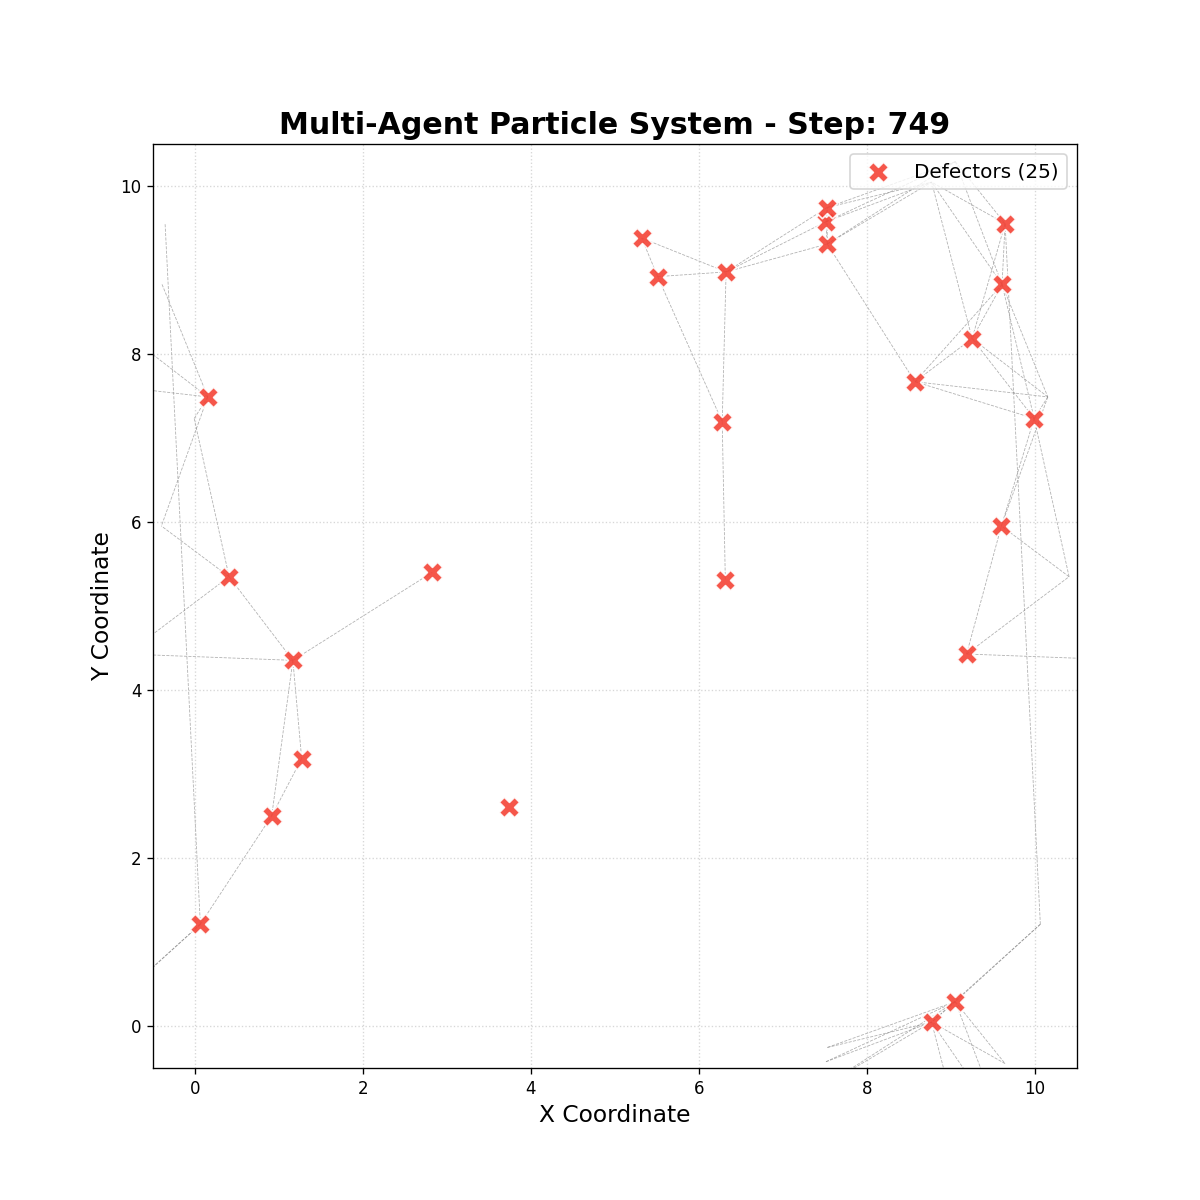 Multi-Agent Particle System - Step: 749
Defectors (25)
10
8
6
4
2
0
Y Coordinate
0 2 4 6 8 10
X Coordinate